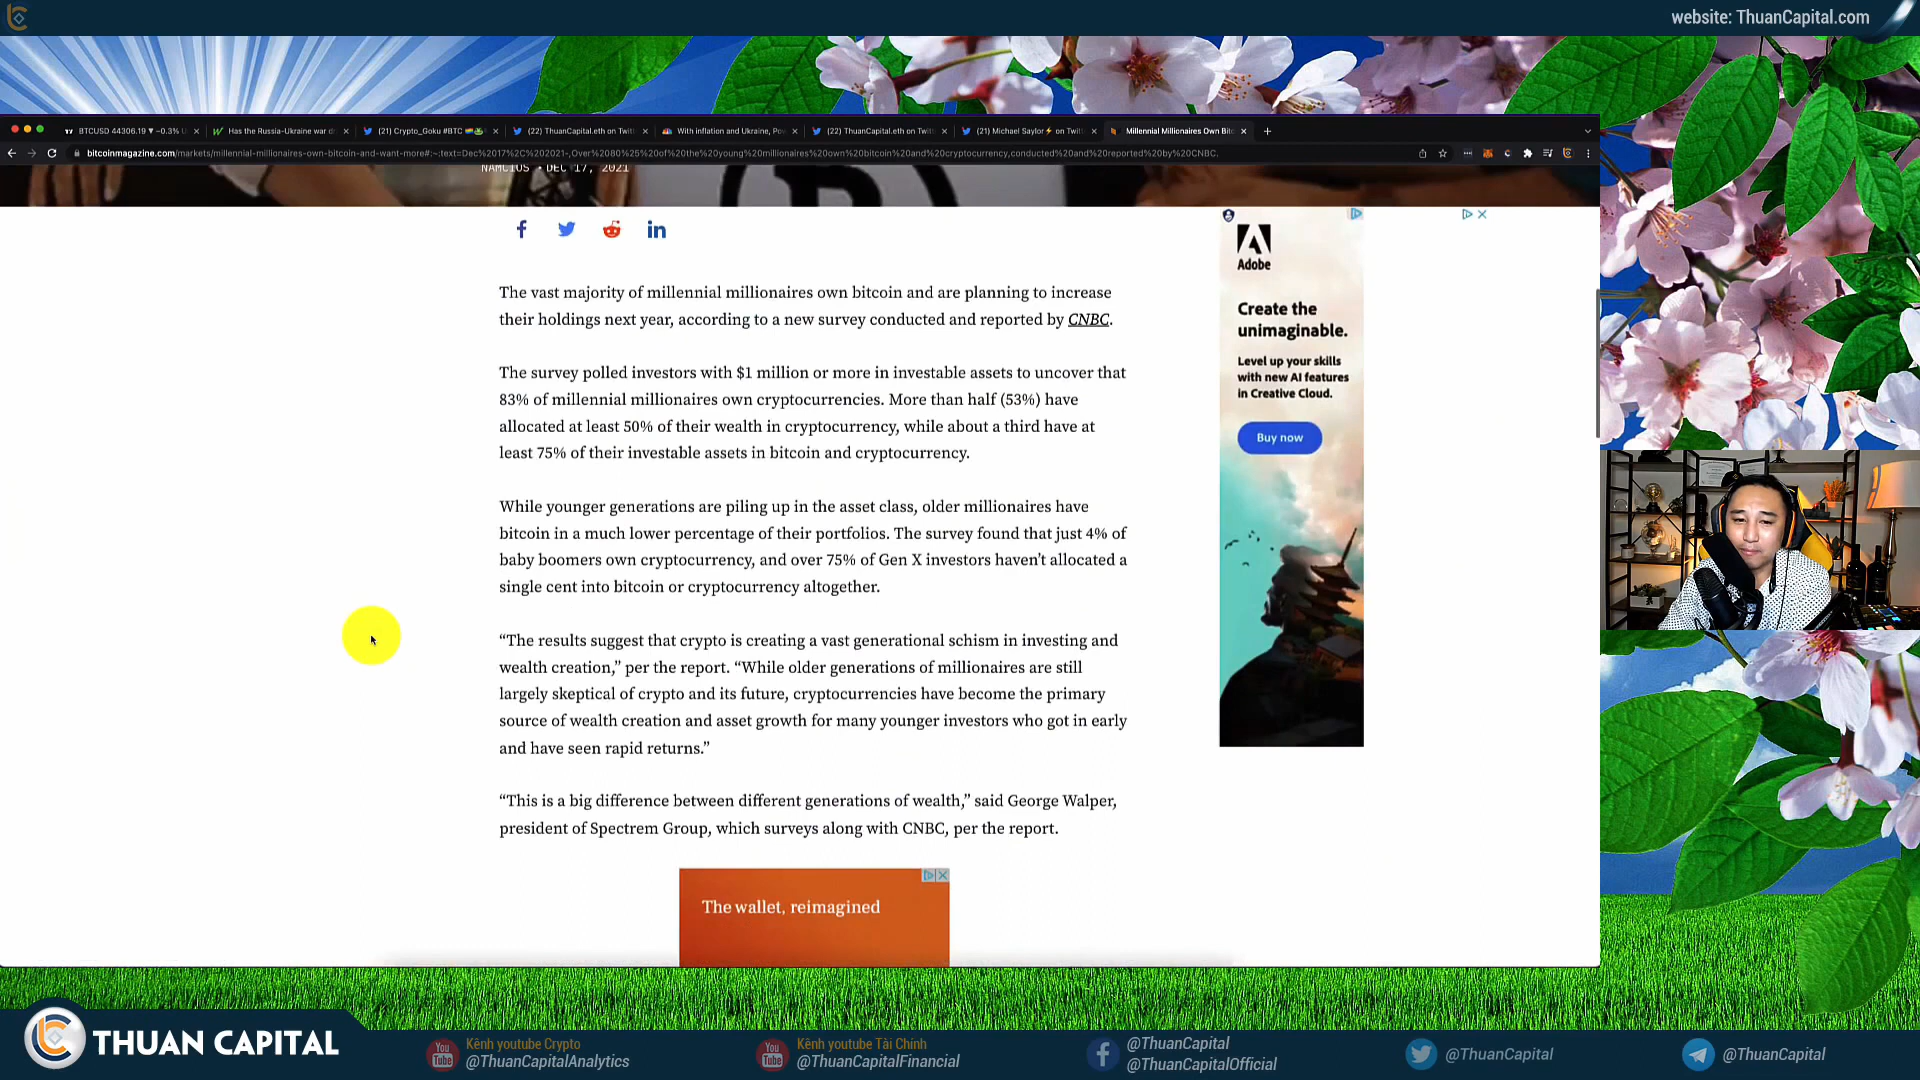 website: ThuanCapital.com
BTCUSD 44306.19 ▼ −0.3%
Has the Russia-Ukraine war d
(21) Crypto_Goku #BTC
(22) ThuanCapital.eth on Twitt
With inflation and Ukraine, Po
(22) ThuanCapital.eth on Twitt
(21) Michael Saylor⚡ on Twitt
Millennial Millionaires Own Bitc
bitcoinmagazine.com/markets/millennial-millionaires-own-bitcoin-and-want-more#:~:text=Dec%2017%2C%202021-,Over%2080%25%20of%20the%20young%20millionaires%20own%20bitcoin%20and%20cryptocurrency,conducted%20and%20reported%20by%20CNBC.
NAMCIOS • DEC 17, 2021
The vast majority of millennial millionaires own bitcoin and are planning to increase
their holdings next year, according to a new survey conducted and reported by CNBC.
The survey polled investors with $1 million or more in investable assets to uncover that
83% of millennial millionaires own cryptocurrencies. More than half (53%) have
allocated at least 50% of their wealth in cryptocurrency, while about a third have at
least 75% of their investable assets in bitcoin and cryptocurrency.
While younger generations are piling up in the asset class, older millionaires have
bitcoin in a much lower percentage of their portfolios. The survey found that just 4% of
baby boomers own cryptocurrency, and over 75% of Gen X investors haven’t allocated a
single cent into bitcoin or cryptocurrency altogether.
“The results suggest that crypto is creating a vast generational schism in investing and
wealth creation,” per the report. “While older generations of millionaires are still
largely skeptical of crypto and its future, cryptocurrencies have become the primary
source of wealth creation and asset growth for many younger investors who got in early
and have seen rapid returns.”
“This is a big difference between different generations of wealth,” said George Walper,
president of Spectrem Group, which surveys along with CNBC, per the report.
The wallet, reimagined
Adobe
Create the
unimaginable.
Level up your skills
with new AI features
in Creative Cloud.
Buy now
THUAN CAPITAL
You Tube
Kênh youtube Crypto
@ThuanCapitalAnalytics
You Tube
Kênh youtube Tài Chính
@ThuanCapitalFinancial
@ThuanCapital
@ThuanCapitalOfficial
@ThuanCapital
@ThuanCapital